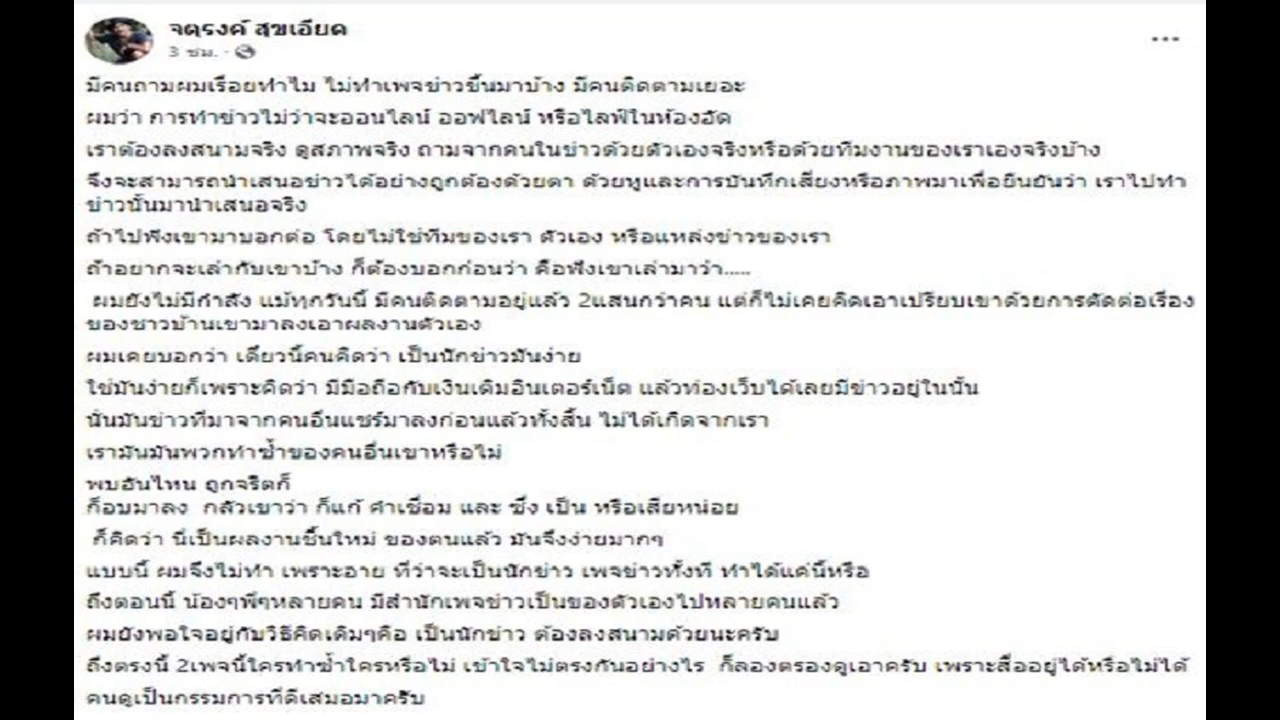 จตุรงค์ สุขเอียด
3 ชม. ·
มีคนถามผมเรื่อยทำไม ไม่ทำเพจข่าวขึ้นมาบ้าง มีคนติดตามเยอะ
ผมว่า การทำข่าวไม่ว่าจะออนไลน์ ออฟไลน์ หรือไลฟ์ในห้องอัด
เราต้องลงสนามจริง ดูสภาพจริง ถามจากคนในข่าวด้วยตัวเองจริงหรือด้วยทีมงานของเราเองจริงบ้าง
จึงจะสามารถนำเสนอข่าวได้อย่างถูกต้องด้วยตา ด้วยหูและการบันทึกเสียงหรือภาพมาเพื่อยืนยันว่า เราไปทำ
ข่าวนั้นมานำเสนอจริง
ถ้าไปฟังเขามาบอกต่อ โดยไม่ใช่ทีมของเรา ตัวเอง หรือแหล่งข่าวของเรา
ถ้าอยากจะเล่ากับเขาบ้าง ก็ต้องบอกก่อนว่า คือฟังเขาเล่ามาว่า.....
ผมยังไม่มีกำลัง แม้ทุกวันนี้ มีคนติดตามอยู่แล้ว 2แสนกว่าคน แต่ก็ไม่เคยคิดเอาเปรียบเขาด้วยการตัดต่อเรื่อง
ของชาวบ้านเขามาลงเอาผลงานตัวเอง
ผมเคยบอกว่า เดี๋ยวนี้คนคิดว่า เป็นนักข่าวมันง่าย
ใช่มันง่ายก็เพราะคิดว่า มีมือถือกับเงินเติมอินเตอร์เน็ต แล้วท่องเว็บได้เลยมีข่าวอยู่ในนั้น
นั่นมันข่าวที่มาจากคนอื่นแชร์มาลงก่อนแล้วทั้งสิ้น ไม่ได้เกิดจากเรา
เรามันมันพวกทำซ้ำของคนอื่นเขาหรือไม่
พบอันไหน ถูกจริตก็
ก็อบมาลง กลัวเขาว่า ก็แก้ คำเชื่อม และ ซึ่ง เป็น หรือเสียหน่อย
ก็คิดว่า นี่เป็นผลงานชิ้นใหม่ ของตนแล้ว มันจึงง่ายมากๆ
แบบนี้ ผมจึงไม่ทำ เพราะอาย ที่ว่าจะเป็นนักข่าว เพจข่าวทั้งที ทำได้แค่นี้หรือ
ถึงตอนนี้ น้องๆพี่ๆหลายคน มีสำนักเพจข่าวเป็นของตัวเองไปหลายคนแล้ว
ผมยังพอใจอยู่กับวิธีคิดเดิมๆคือ เป็นนักข่าว ต้องลงสนามด้วยนะครับ
ถึงตรงนี้ 2เพจนี้ใครทำซ้ำใครหรือไม่ เข้าใจไม่ตรงกันอย่างไร ก็ลองตรองดูเอาครับ เพราะสื่ออยู่ได้หรือไม่ได้
คนดูเป็นกรรมการที่ดีเสมอมาครับ